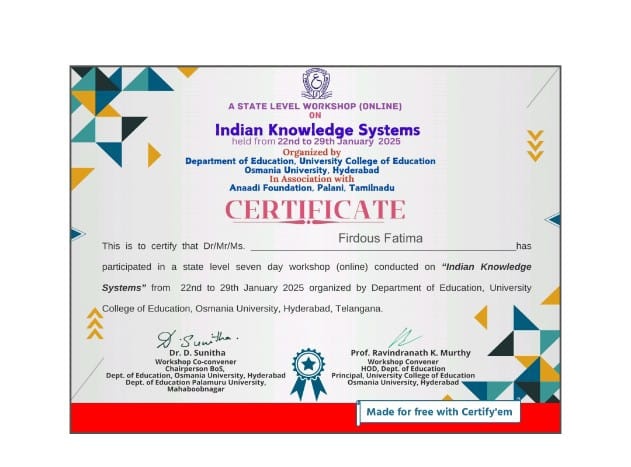 A STATE LEVEL WORKSHOP (ONLINE)
ON
Indian Knowledge Systems
held from 22nd to 29th January 2025
Organized by
Department of Education, University College of Education
Osmania University, Hyderabad
In Association with
Anaadi Foundation, Palani, Tamilnadu
CERTIFICATE
This is to certify that Dr/Mr/Ms. Firdous Fatima has
participated in a state level seven day workshop (online) conducted on “Indian Knowledge
Systems” from 22nd to 29th January 2025 organized by Department of Education, University
College of Education, Osmania University, Hyderabad, Telangana.
D. Sunitha.
Dr. D. Sunitha
Workshop Co-convener
Chairperson BoS,
Dept. of Education, Osmania University, Hyderabad
Dept. of Education Palamuru University,
Mahaboobnagar
Prof. Ravindranath K. Murthy
Workshop Convener
HOD, Dept. of Education
Principal, University College of Education
Osmania University, Hyderabad
Made for free with Certify'em